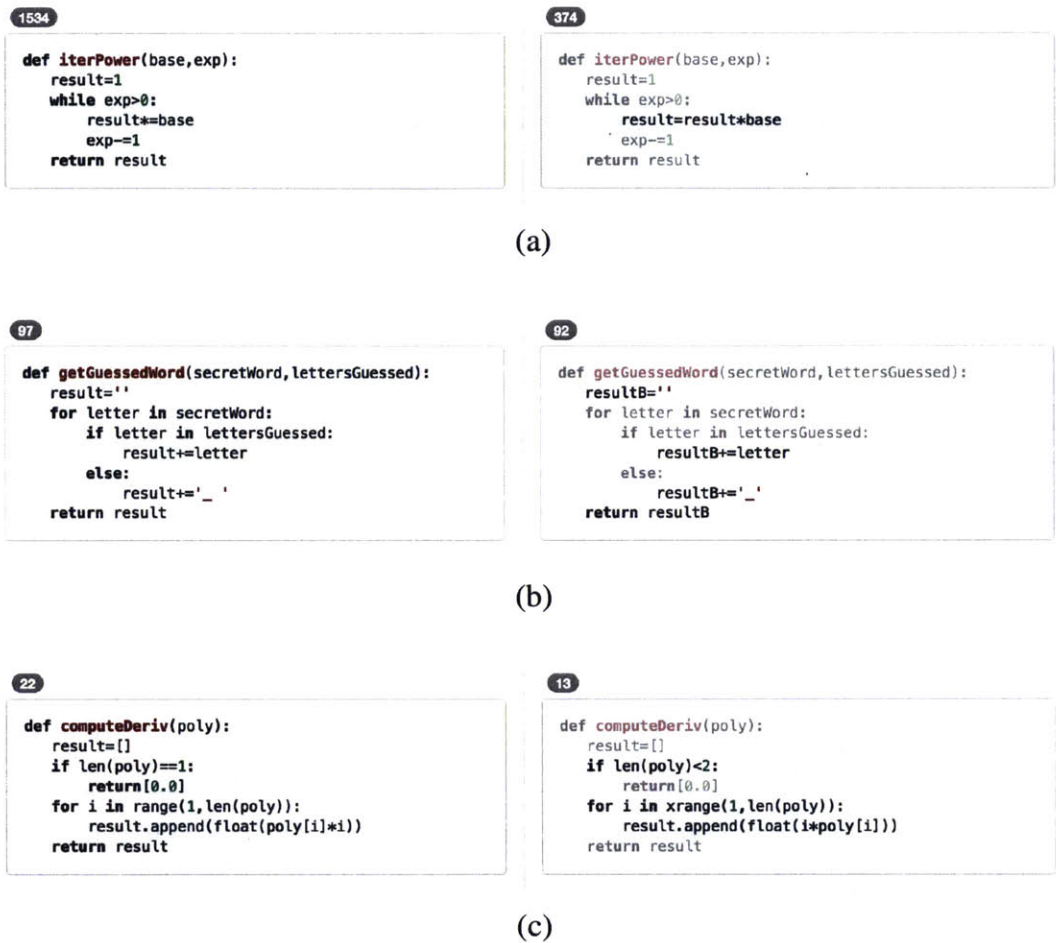 1534
def iterPower(base,exp):
result=1
while exp>0:
result*=base
exp-=1
return result
374
def iterPower(base,exp):
result=1
while exp>0:
result=result*base
exp-=1
return result
(a)
97
def getGuessedWord(secretWord,lettersGuessed):
result=''
for letter in secretWord:
if letter in lettersGuessed:
result+=letter
else:
result+='_ '
return result
92
def getGuessedWord(secretWord,lettersGuessed):
resultB=''
for letter in secretWord:
if letter in lettersGuessed:
resultB+=letter
else:
resultB+='_'
return resultB
(b)
22
def computeDeriv(poly):
result=[]
if len(poly)==1:
return[0.0]
for i in range(1,len(poly)):
result.append(float(poly[i]*i))
return result
13
def computeDeriv(poly):
result=[]
if len(poly)<2:
return[0.0]
for i in xrange(1,len(poly)):
result.append(float(i*poly[i]))
return result
(c)